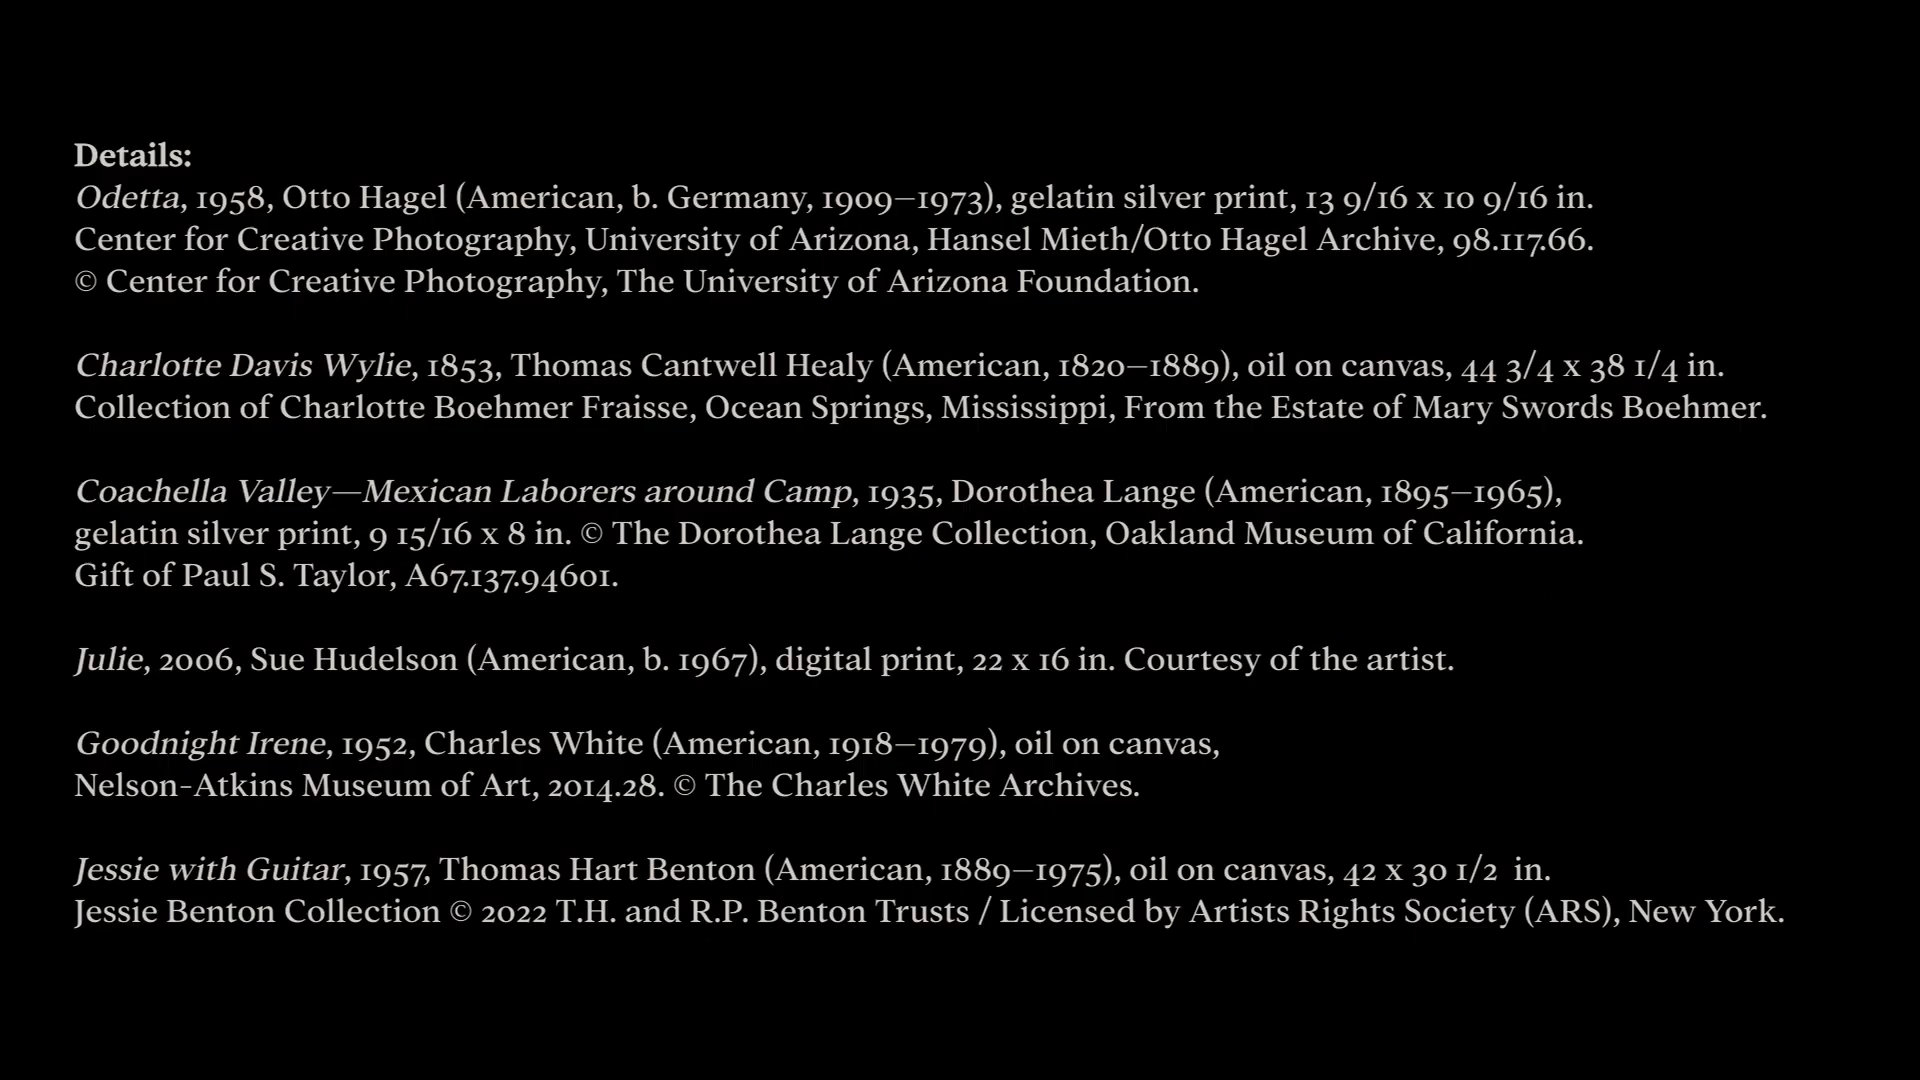 Details:
Odetta, 1958, Otto Hagel (American, b. Germany, 1909—1973), gelatin silver print, 13 9/16 x 10 9/16 in.
Center for Creative Photography, University of Arizona, Hansel Mieth/Otto Hagel Archive, 98.117.66.
© Center for Creative Photography, The University of Arizona Foundation.
Charlotte Davis Wylie, 1853, Thomas Cantwell Healy (American, 1820—1889), oil on canvas, 44 3/4 x 38 1/4 in.
Collection of Charlotte Boehmer Fraisse, Ocean Springs, Mississippi, From the Estate of Mary Swords Boehmer.
Coachella Valley—Mexican Laborers around Camp, 1935, Dorothea Lange (American, 1895—1965),
gelatin silver print, 9 15/16 x 8 in. © The Dorothea Lange Collection, Oakland Museum of California.
Gift of Paul S. Taylor, A67.137.94601.
Julie, 2006, Sue Hudelson (American, b. 1967), digital print, 22 x 16 in. Courtesy of the artist.
Goodnight Irene, 1952, Charles White (American, 1918—1979), oil on canvas,
Nelson-Atkins Museum of Art, 2014.28. © The Charles White Archives.
Jessie with Guitar, 1957, Thomas Hart Benton (American, 1889—1975), oil on canvas, 42 x 30 1/2 in.
Jessie Benton Collection © 2022 T.H. and R.P. Benton Trusts / Licensed by Artists Rights Society (ARS), New York.